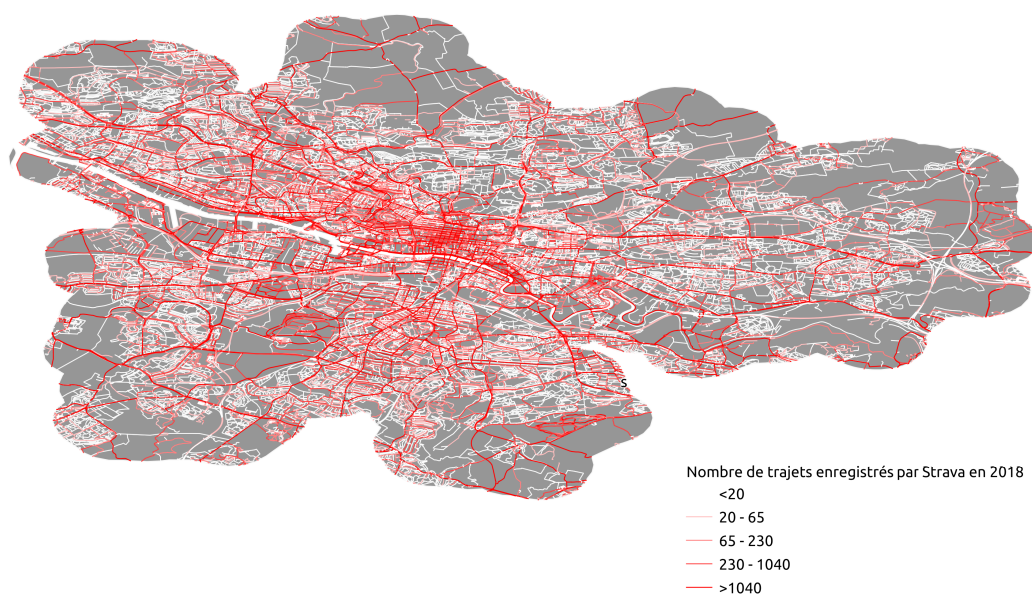 S
Nombre de trajets enregistrés par Strava en 2018
<20
20 - 65
65 - 230
230 - 1040
>1040